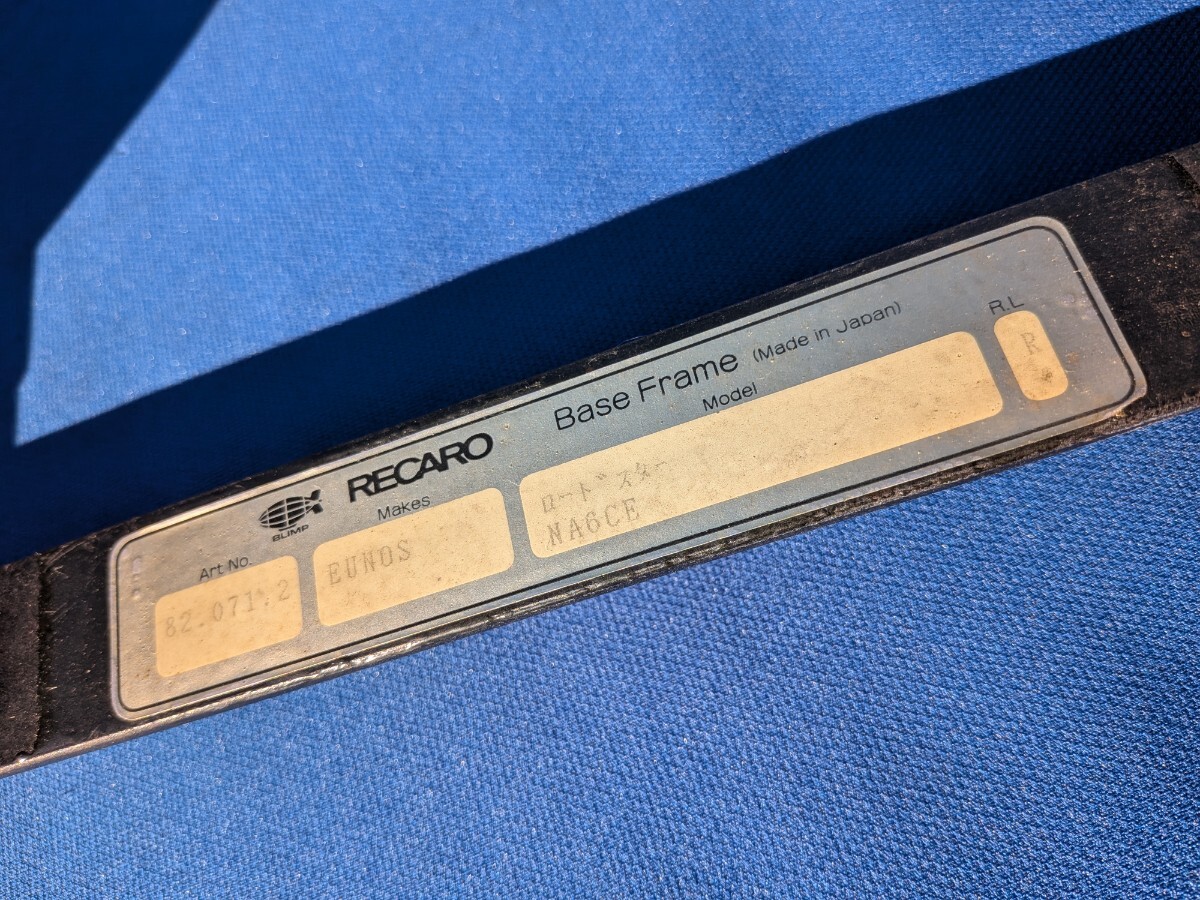 BLIMP
RECARO
Base Frame (Made in Japan)
Art No.
Makes
Model
R.L
82.071.2
EUNOS
ロードスター
NA6CE
R